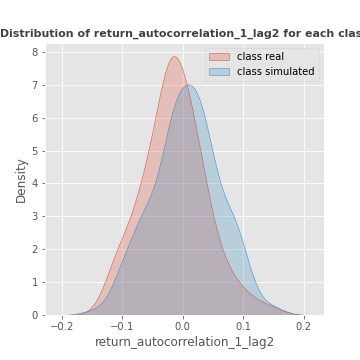 Distribution of return_autocorrelation_1_lag2 for each clas
class real
class simulated
8
7
6
5
4
3
2
1
0
Density
−0.2 −0.1 0.0 0.1 0.2
return_autocorrelation_1_lag2